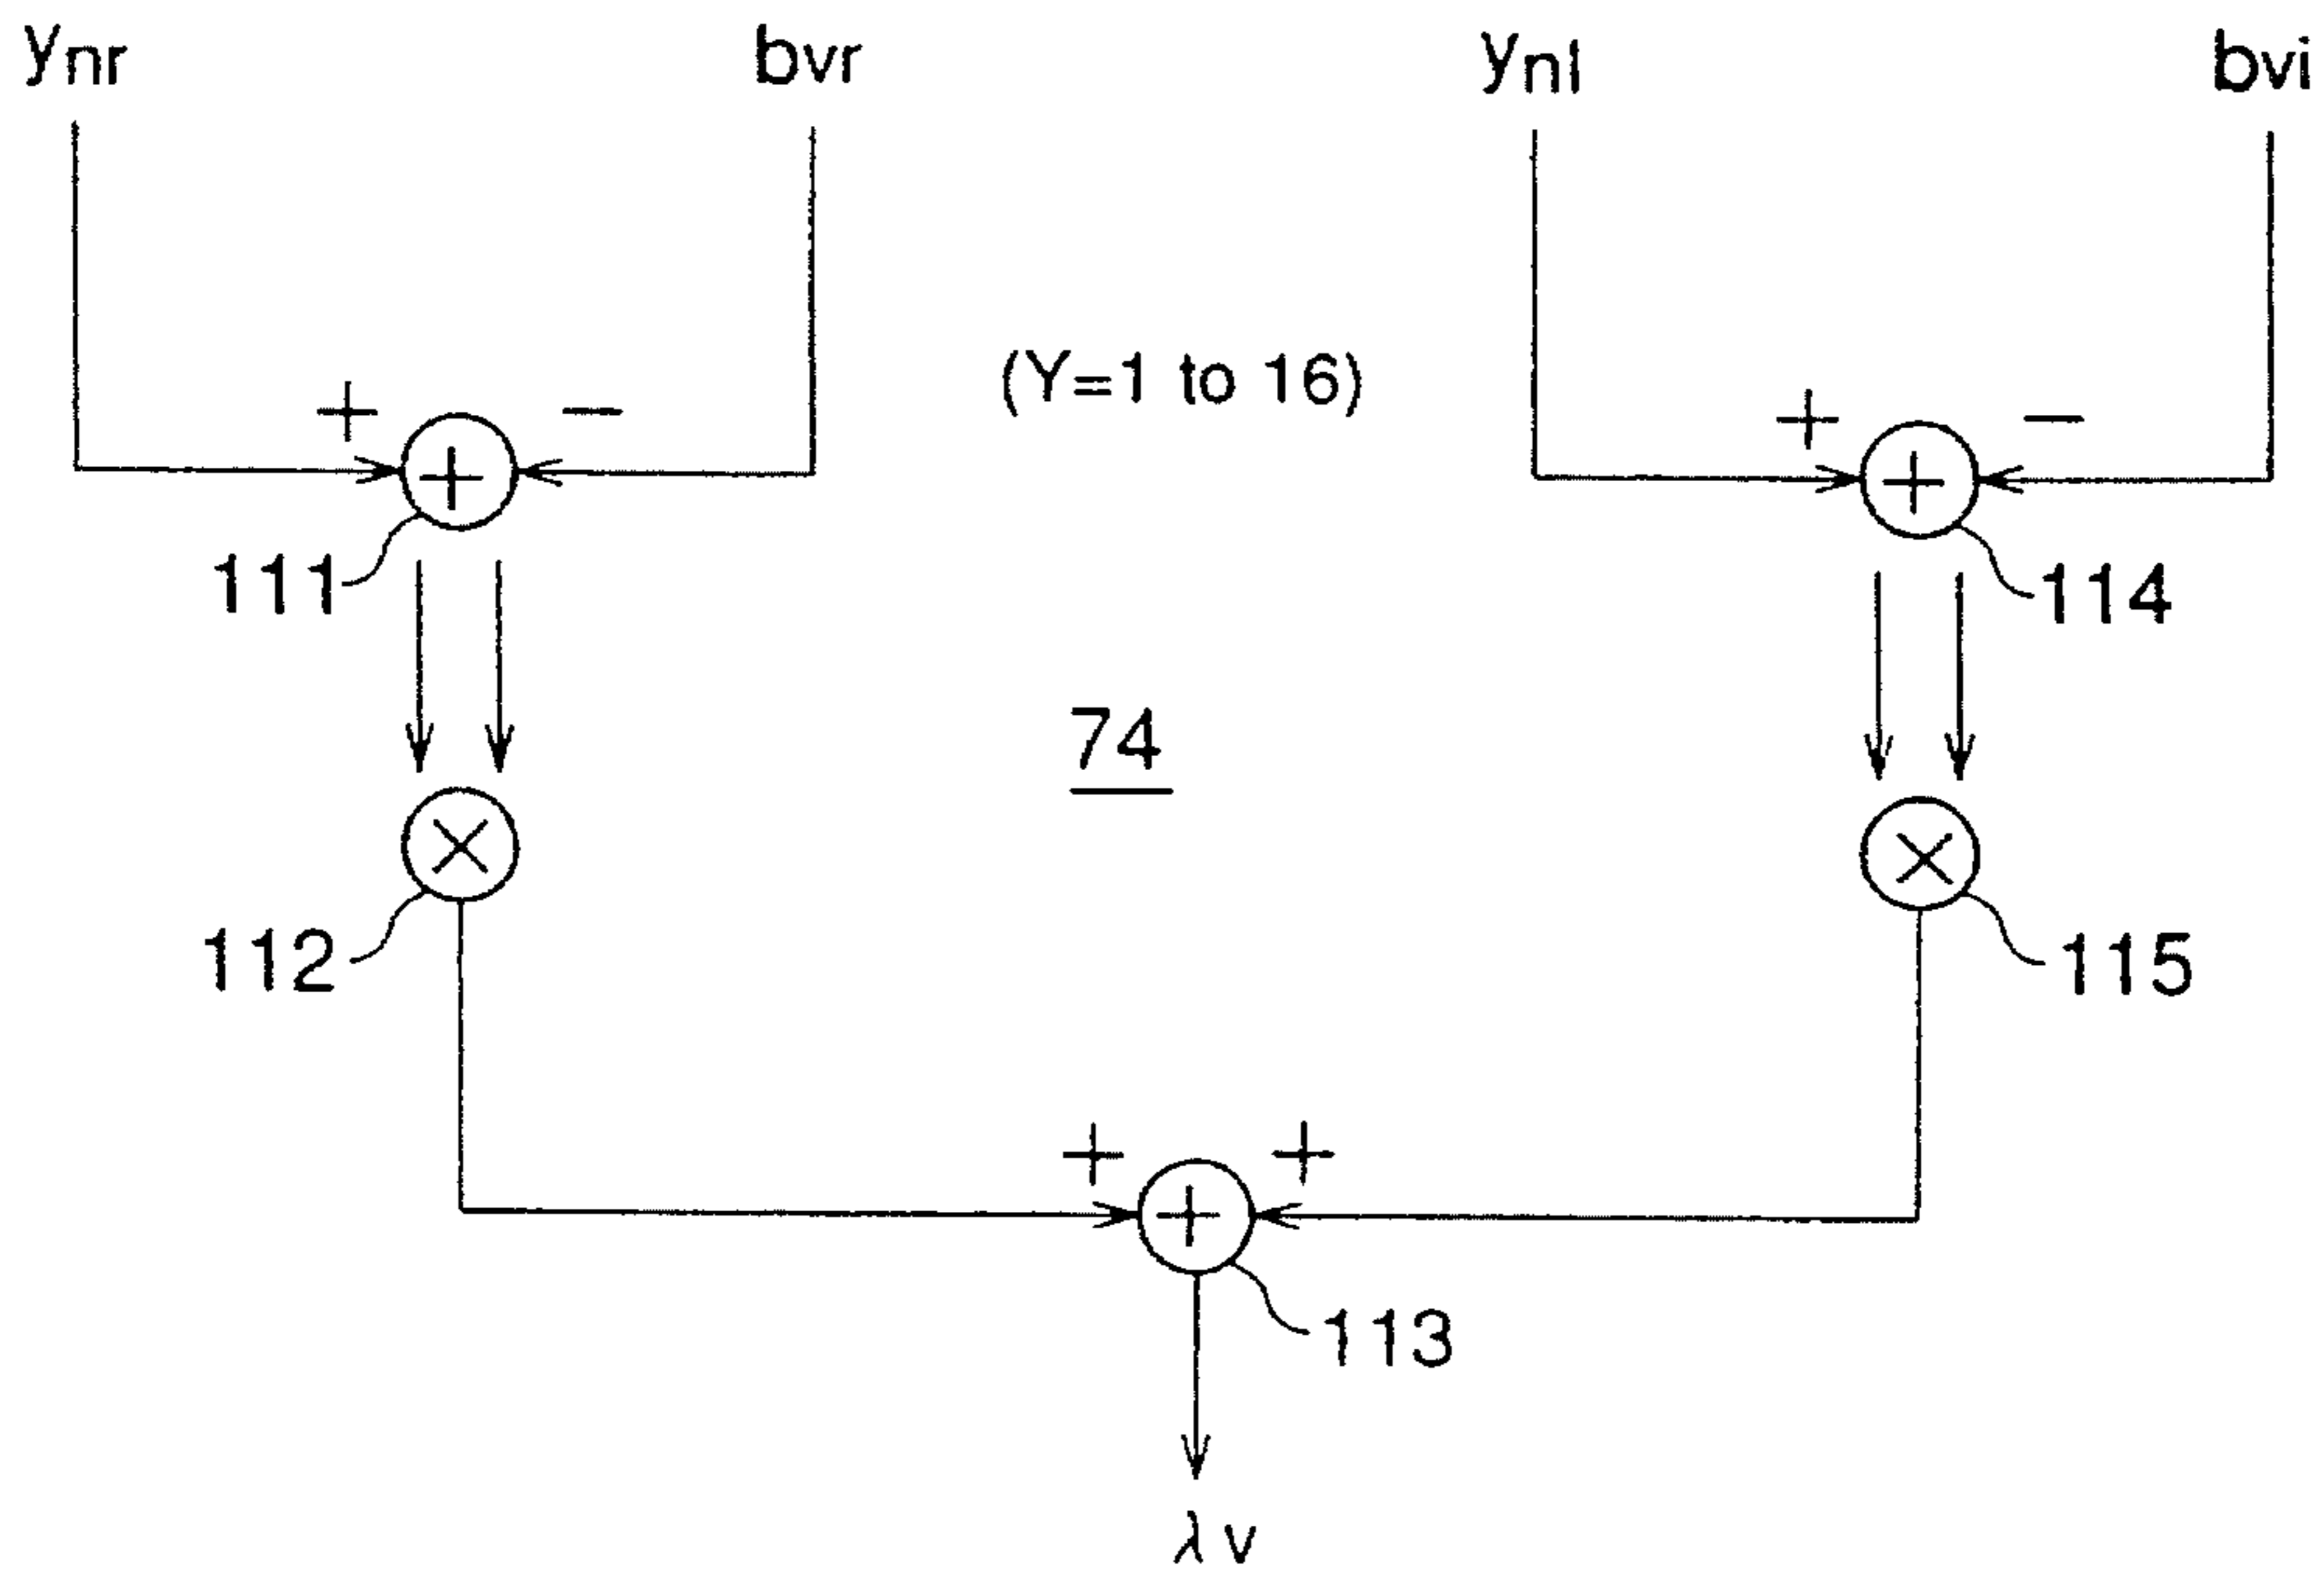 ynr bvr ynI bvi
+ − (Y=1 to 16) + −
+ +
111 114
74
× ×
112 115
+ +
+
113
λv